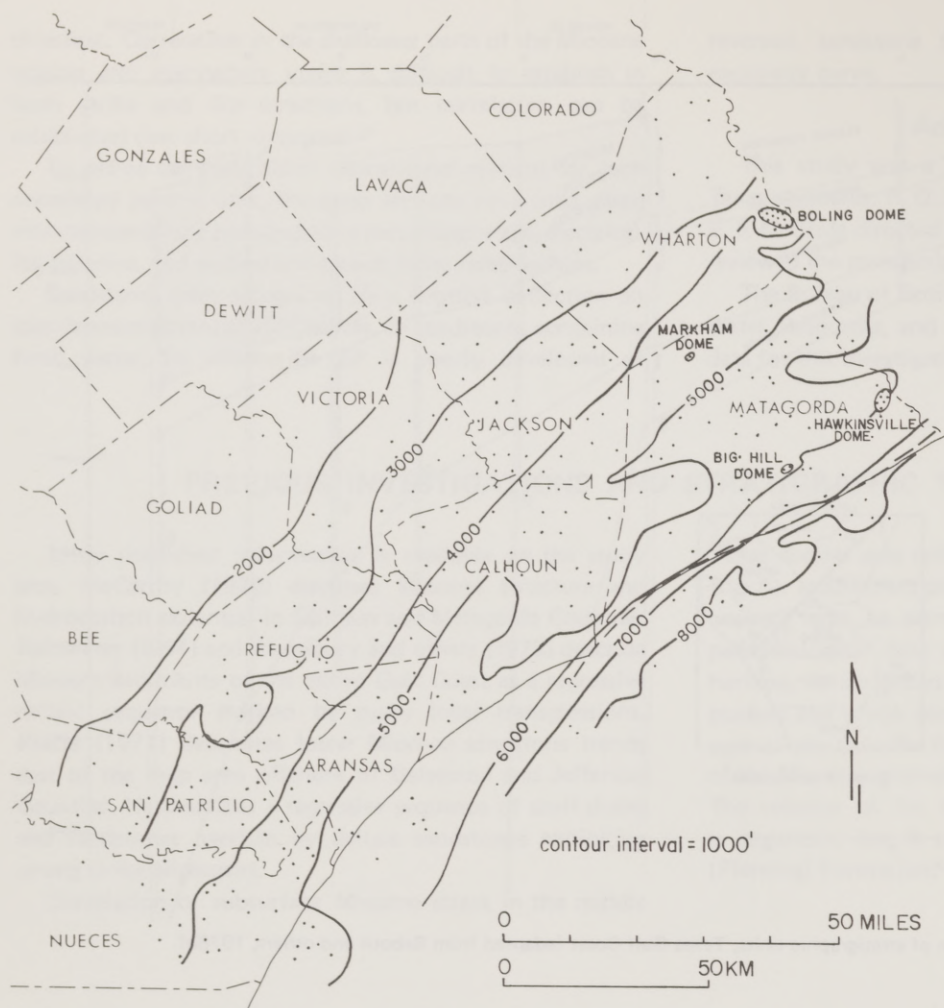 COLORADO
GONZALES
LAVACA
BOLING DOME
WHARTON
DEWITT
MARKHAM
DOME
VICTORIA
5000
MATAGORDA
JACKSON
HAWKINSVILLE
DOME
3000
BIG HILL
DOME
GOLIAD
2000
4000
CALHOUN
7000
8000
BEE
REFUGIO
?
N
5000
6000
ARANSAS
SAN PATRICIO
contour interval = 1000'
0 50 MILES
NUECES
0 50 KM